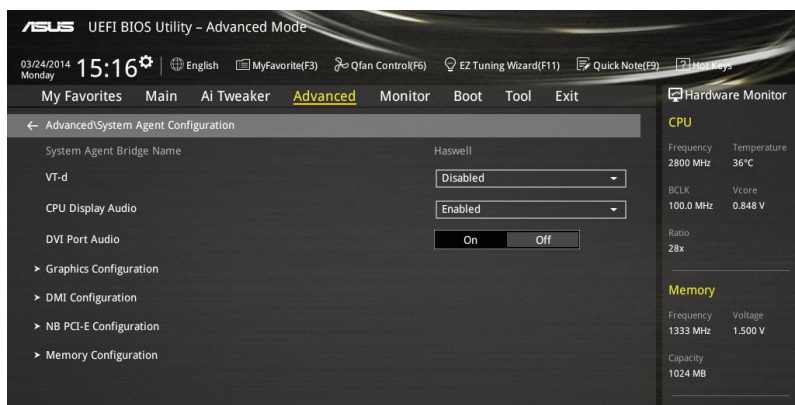 ASUS UEFI BIOS Utility – Advanced Mode
03/24/2014 Monday 15:16 English MyFavorite(F3) Qfan Control(F6) EZ Tuning Wizard(F11) Quick Note(F9) ? Hot Keys
My Favorites Main Ai Tweaker Advanced Monitor Boot Tool Exit
← Advanced\System Agent Configuration
System Agent Bridge Name Haswell
VT-d Disabled
CPU Display Audio Enabled
DVI Port Audio On Off
> Graphics Configuration
> DMI Configuration
> NB PCI-E Configuration
> Memory Configuration
Hardware Monitor
CPU
Frequency Temperature
2800 MHz 36°C
BCLK Vcore
100.0 MHz 0.848 V
Ratio
28x
Memory
Frequency Voltage
1333 MHz 1.500 V
Capacity
1024 MB